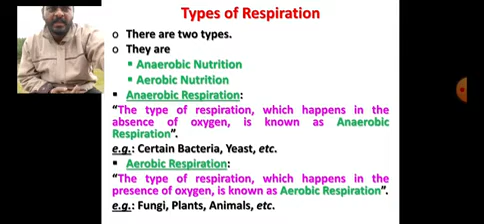 Types of Respiration
o There are two types.
o They are
▪ Anaerobic Nutrition
▪ Aerobic Nutrition
▪ Anaerobic Respiration:
“The type of respiration, which happens in the
absence of oxygen, is known as Anaerobic
Respiration”.
e.g.: Certain Bacteria, Yeast, etc.
▪ Aerobic Respiration:
“The type of respiration, which happens in the
presence of oxygen, is known as Aerobic Respiration”.
e.g.: Fungi, Plants, Animals, etc.